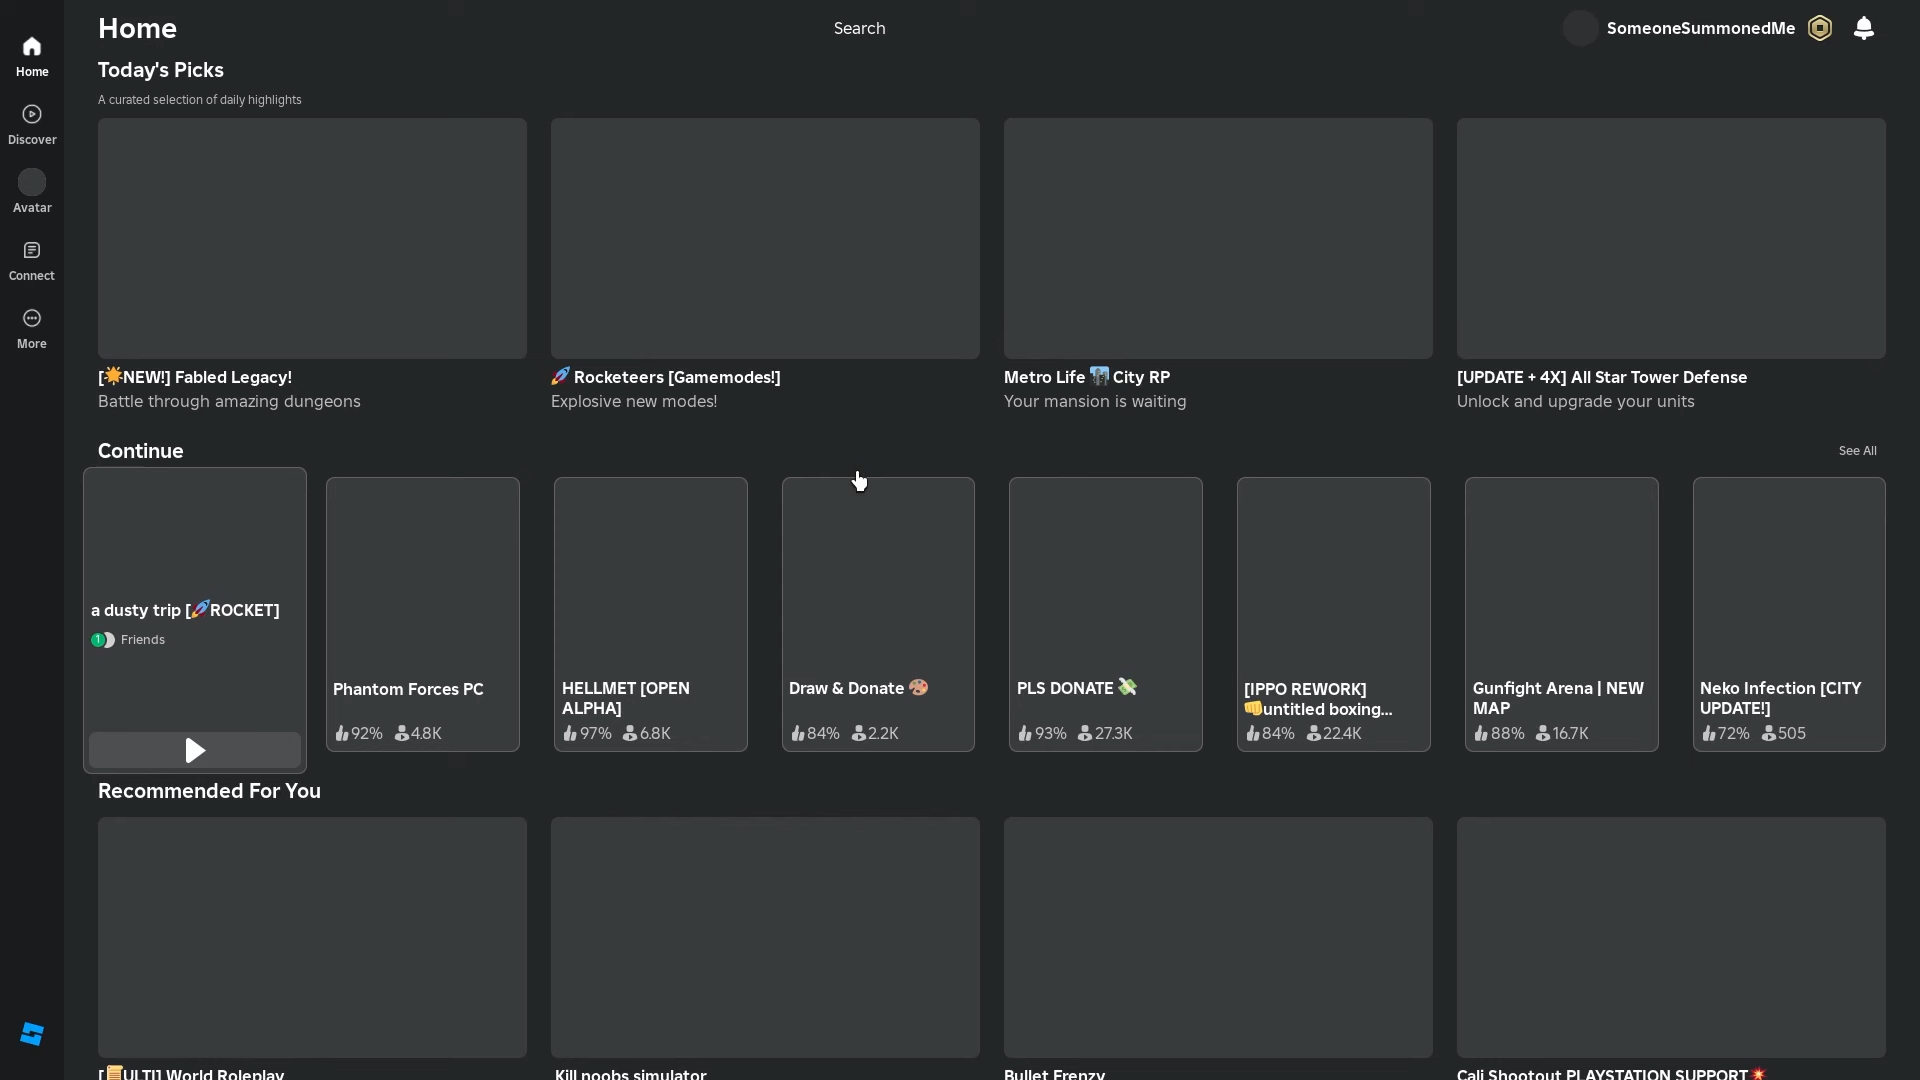 Home
Search
SomeoneSummonedMe
Home
Discover
Avatar
Connect
More
Today's Picks
A curated selection of daily highlights
[🌟NEW!] Fabled Legacy!
Battle through amazing dungeons
🚀 Rocketeers [Gamemodes!]
Explosive new modes!
Metro Life 🏙️ City RP
Your mansion is waiting
[UPDATE + 4X] All Star Tower Defense
Unlock and upgrade your units
Continue
See All
a dusty trip [🚀ROCKET]
1 Friends
Phantom Forces PC
92% 4.8K
HELLMET [OPEN
ALPHA]
97% 6.8K
Draw & Donate 🎨
84% 2.2K
PLS DONATE 💸
93% 27.3K
[IPPO REWORK]
👊untitled boxing...
84% 22.4K
Gunfight Arena | NEW
MAP
88% 16.7K
Neko Infection [CITY
UPDATE!]
72% 505
Recommended For You
[📜ULTI] World Roleplay
Kill noobs simulator
Bullet Frenzy
Cali Shootout PLAYSTATION SUPPORT💥